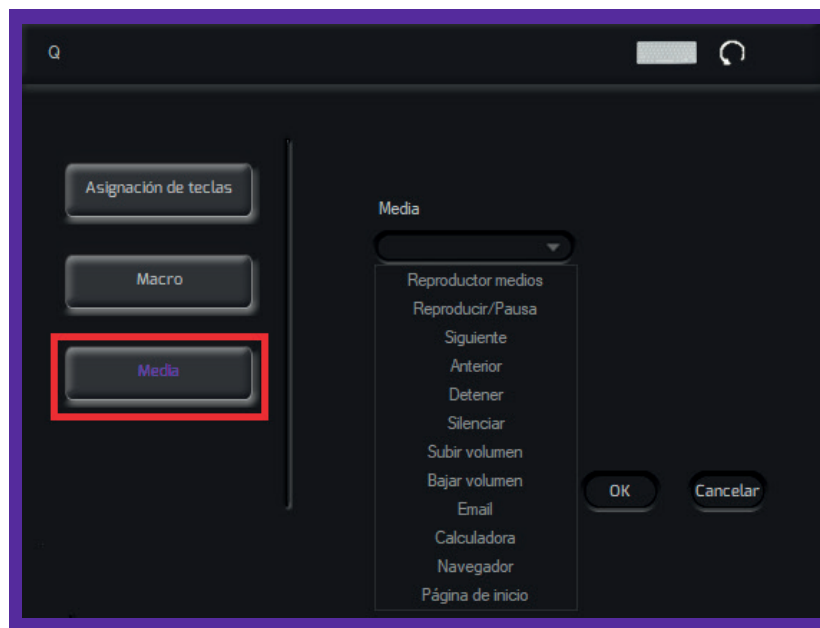 Q
Asignación de teclas
Macro
Media
Media
Reproductor medios
Reproducir/Pausa
Siguiente
Anterior
Detener
Silenciar
Subir volumen
Bajar volumen
Email
Calculadora
Navegador
Página de inicio
OK
Cancelar